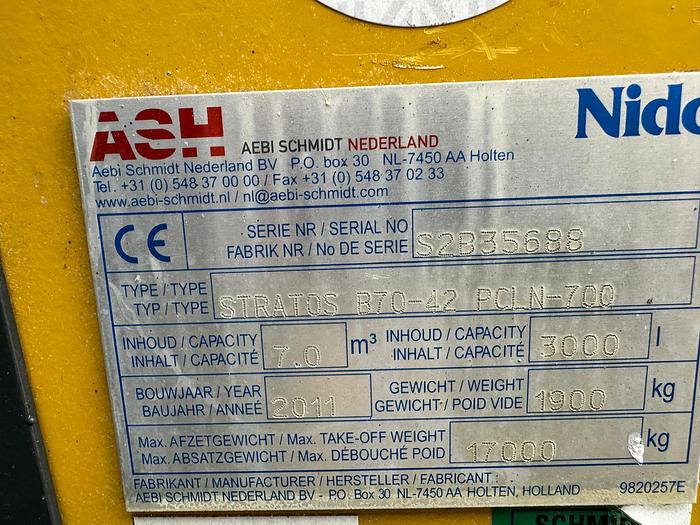 ASH AEBI SCHMIDT NEDERLAND
Aebi Schmidt Nederland BV P.O. box 30 NL-7450 AA Holten
Tel. +31 (0) 548 37 00 00 / Fax +31 (0) 548 37 02 33
www.aebi-schmidt.nl / nl@aebi-schmidt.com
CE
SERIE NR / SERIAL NO
FABRIK NR / No DE SERIE
S2B35688
TYPE / TYPE
TYP / TYPE
STRATOS B70-42 PCLN-700
INHOUD / CAPACITY
INHALT / CAPACITÉ
7.0 m³
INHOUD / CAPACITY
INHALT / CAPACITÉ
3000 l
BOUWJAAR / YEAR
BAUJAHR / ANNEÉ
2011
GEWICHT / WEIGHT
GEWICHT / POID VIDE
1900 kg
Max. AFZETGEWICHT / Max. TAKE-OFF WEIGHT
Max. ABSATZGEWICHT / Max. DÉBOUCHÉ POID
17000 kg
FABRIKANT / MANUFACTURER / HERSTELLER / FABRICANT:
AEBI SCHMIDT NEDERLAND BV - P.O. Box 30 NL-7450 AA HOLTEN, HOLLAND
9820257E